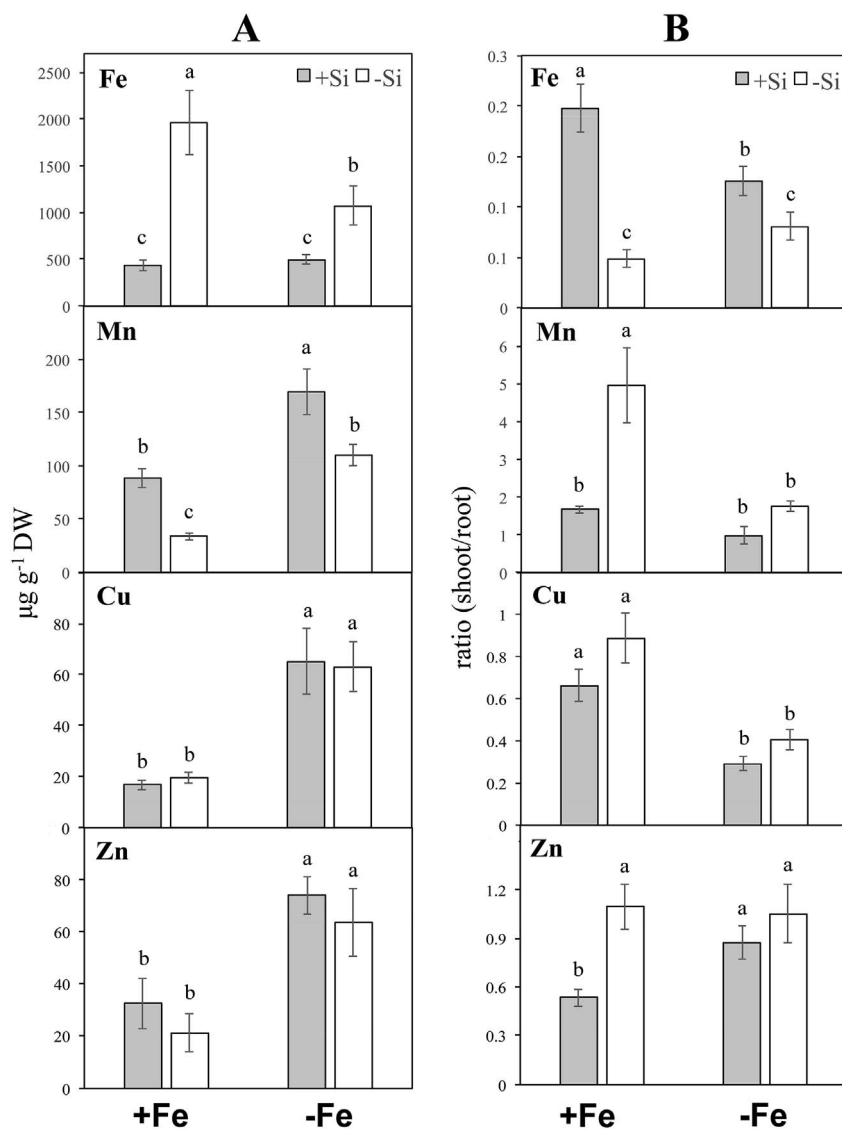 A
Fe
+Si -Si
2500
2000
1500
1000
500
0
c
a
c
b
Mn
200
150
100
50
0
b
c
a
b
Cu
80
60
40
20
0
b
b
a
a
Zn
80
60
40
20
0
b
b
a
a
+Fe
-Fe
µg g-1 DW
B
Fe
+Si -Si
0.3
0.2
0.2
0.1
0.1
0
a
c
b
c
Mn
6
5
4
3
2
1
0
b
a
b
b
Cu
1
0.8
0.6
0.4
0.2
0
a
a
b
b
Zn
1.2
0.9
0.6
0.3
0
b
a
a
a
+Fe
-Fe
ratio (shoot/root)